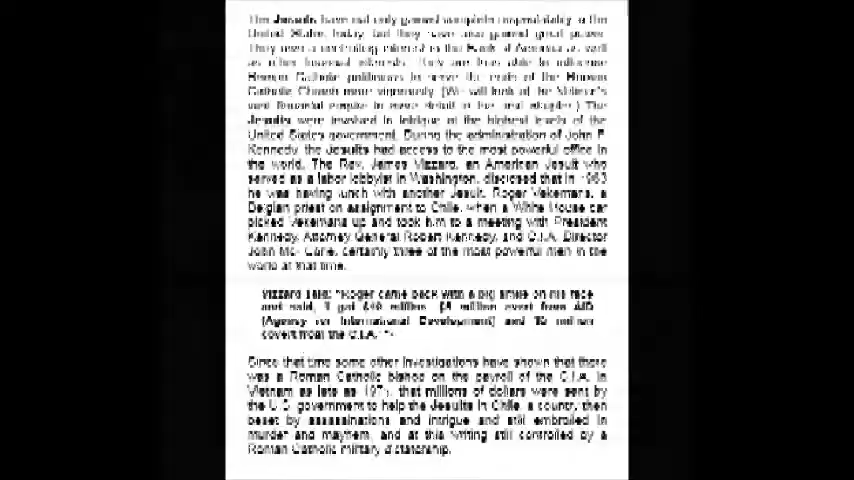 The Jesuits have not only gained complete respectability in the
United States today, but they have also gained great power.
They own a controlling interest in the Bank of America as well
as other financial interests. They are thus able to influence
Roman Catholic politicians to serve the ends of the Roman
Catholic Church more vigorously. (We will look at the Vatican's
vast financial empire in more detail in the next chapter.) The
Jesuits were involved in intrigue at the highest levels of the
United States government. During the administration of John F.
Kennedy, the Jesuits had access to the most powerful office in
the world. The Rev. James Vizzard, an American Jesuit who
served as a labor lobbyist in Washington, disclosed that in 1963
he was having lunch with another Jesuit, Roger Vekemans, a
Belgian priest on assignment to Chile, when a White House car
picked Vekemans up and took him to a meeting with President
Kennedy, Attorney General Robert Kennedy, and C.I.A. Director
John Mc- Cone, certainly three of the most powerful men in the
world at that time.
Vizzard said: "Roger came back with a big smile on his face
and said, 'I got $10 million. $5 million overt from AID
(Agency for International Development) and $5 million
covert from the C.I.A.'"
Since that time some other investigations have shown that there
was a Roman Catholic bishop on the payroll of the C.I.A. in
Vietnam as late as that millions of dollars were sent by
the U.S. government to help the Jesuits in Chile, a country, then
beset by assassinations and intrigue and still embroiled in
murder and mayhem, and at this writing still controlled by a
Roman Catholic military dictatorship.